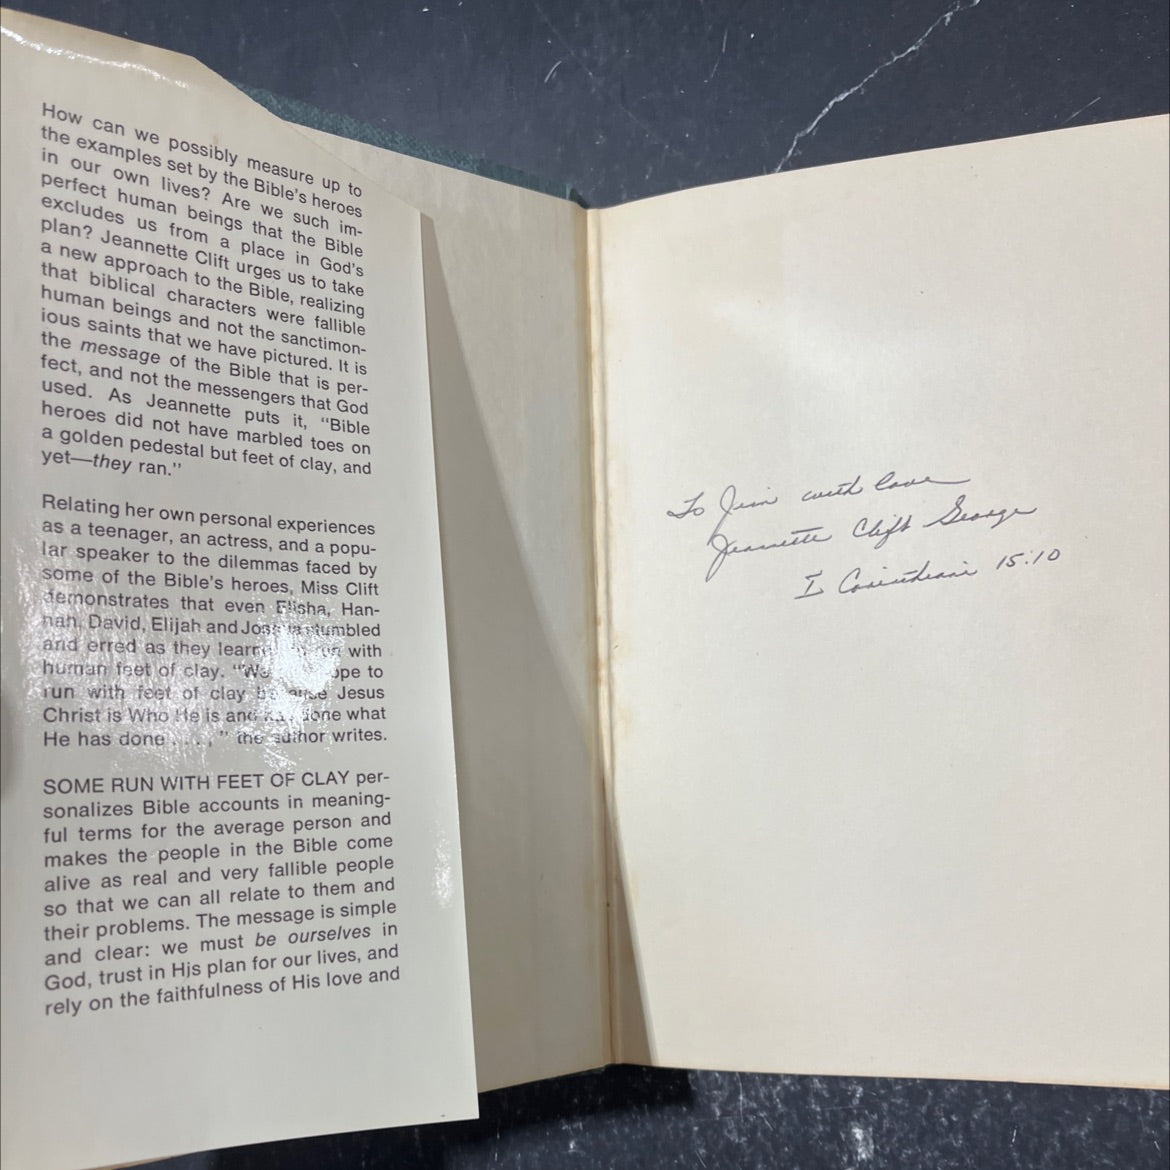 How can we possibly measure up to
the examples set by the Bible's heroes
in our own lives? Are we such im-
perfect human beings that the Bible
excludes us from a place in God's
plan? Jeannette Clift urges us to take
a new approach to the Bible, realizing
that biblical characters were fallible
human beings and not the sanctimon-
ious saints that we have pictured. It is
the message of the Bible that is per-
fect, and not the messengers that God
used. As Jeannette puts it, "Bible
heroes did not have marbled toes on
a golden pedestal but feet of clay, and
yet—they ran."
Relating her own personal experiences
as a teenager, an actress, and a popu-
lar speaker to the dilemmas faced by
some of the Bible's heroes, Miss Clift
demonstrates that even Elisha, Han-
nah, David, Elijah and stumbled
and erred as they with
human feet of clay. to
run with feet of clay because Jesus
Christ is Who He is and has done what
He has done . . . ," the author writes.
SOME RUN WITH FEET OF CLAY per-
sonalizes Bible accounts in meaning-
ful terms for the average person and
makes the people in the Bible come
alive as real and very fallible people
so that we can all relate to them and
their problems. The message is simple
and clear: we must be ourselves in
God, trust in His plan for our lives, and
rely on the faithfulness of His love and
To Jim with love
Jeannette Clift George
I Corinthians 15:10